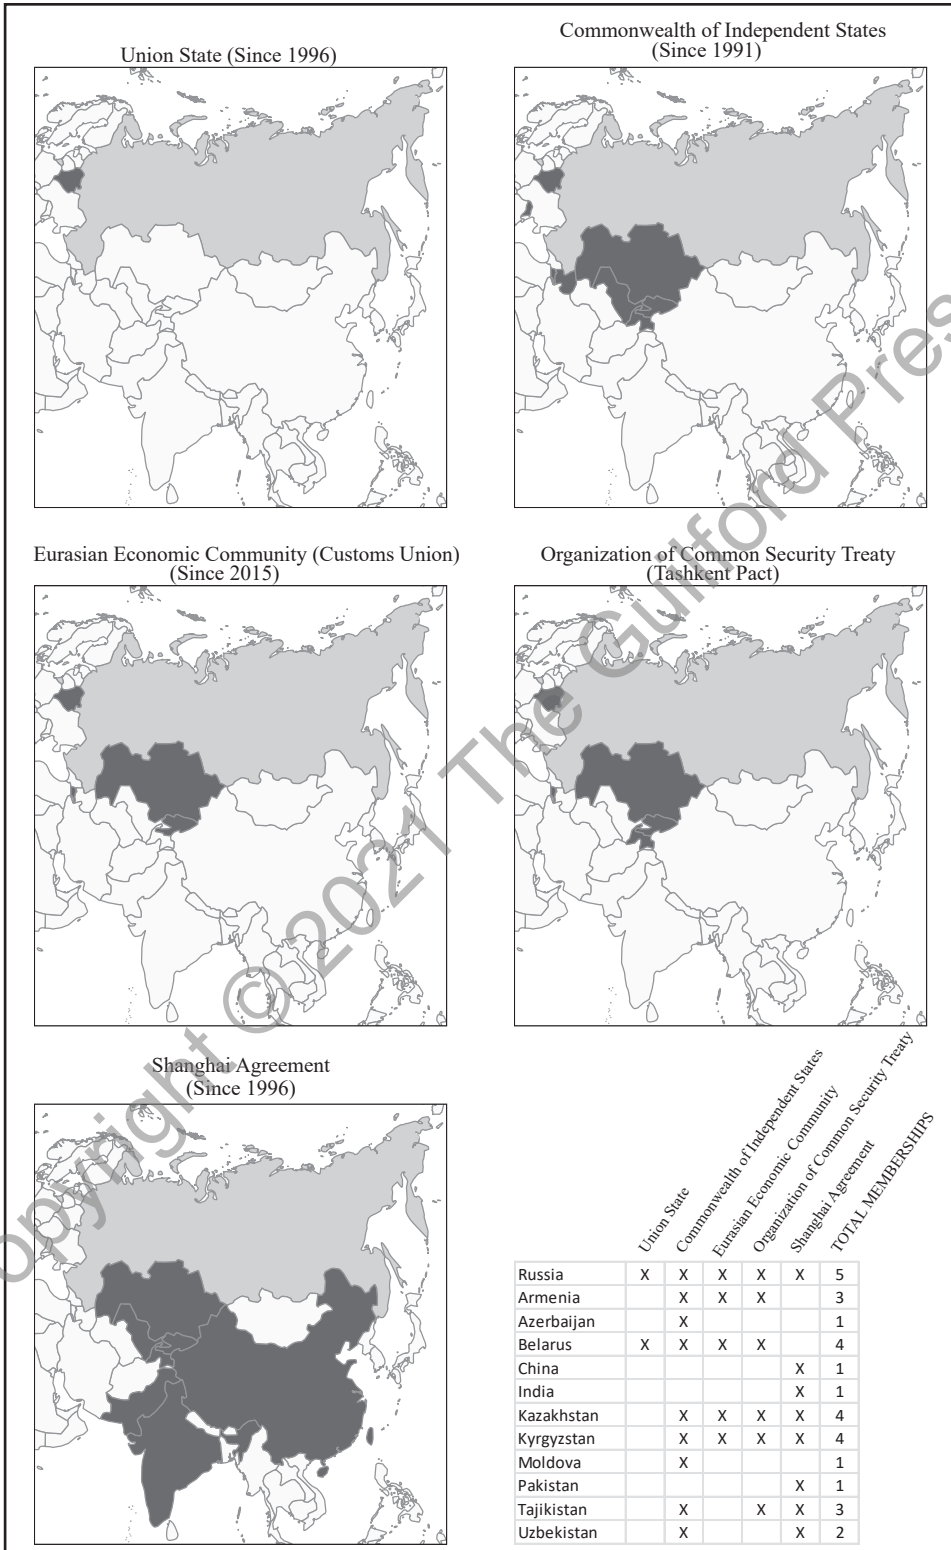 Union State (Since 1996)
Commonwealth of Independent States
(Since 1991)
Eurasian Economic Community (Customs Union)
(Since 2015)
Organization of Common Security Treaty
(Tashkent Pact)
Shanghai Agreement
(Since 1996)
Union State
Commonwealth of Independent States
Eurasian Economic Community
Organization of Common Security Treaty
Shanghai Agreement
TOTAL MEMBERSHIPS
Russia X X X X X 5
Armenia X X X 3
Azerbaijan X 1
Belarus X X X X 4
China X 1
India X 1
Kazakhstan X X X X 4
Kyrgyzstan X X X X 4
Moldova X 1
Pakistan X 1
Tajikistan X X X 3
Uzbekistan X X 2
opyright © 2021 The Guilford Pres